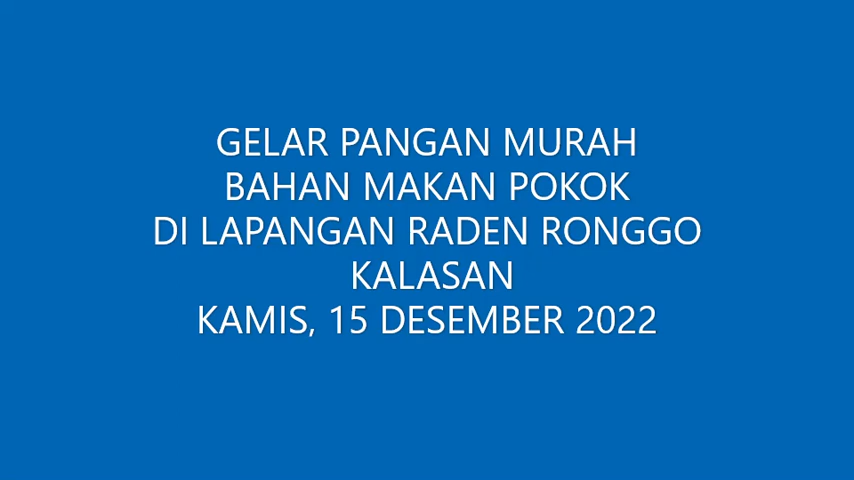 GELAR PANGAN MURAH
BAHAN MAKAN POKOK
DI LAPANGAN RADEN RONGGO
KALASAN
KAMIS, 15 DESEMBER 2022